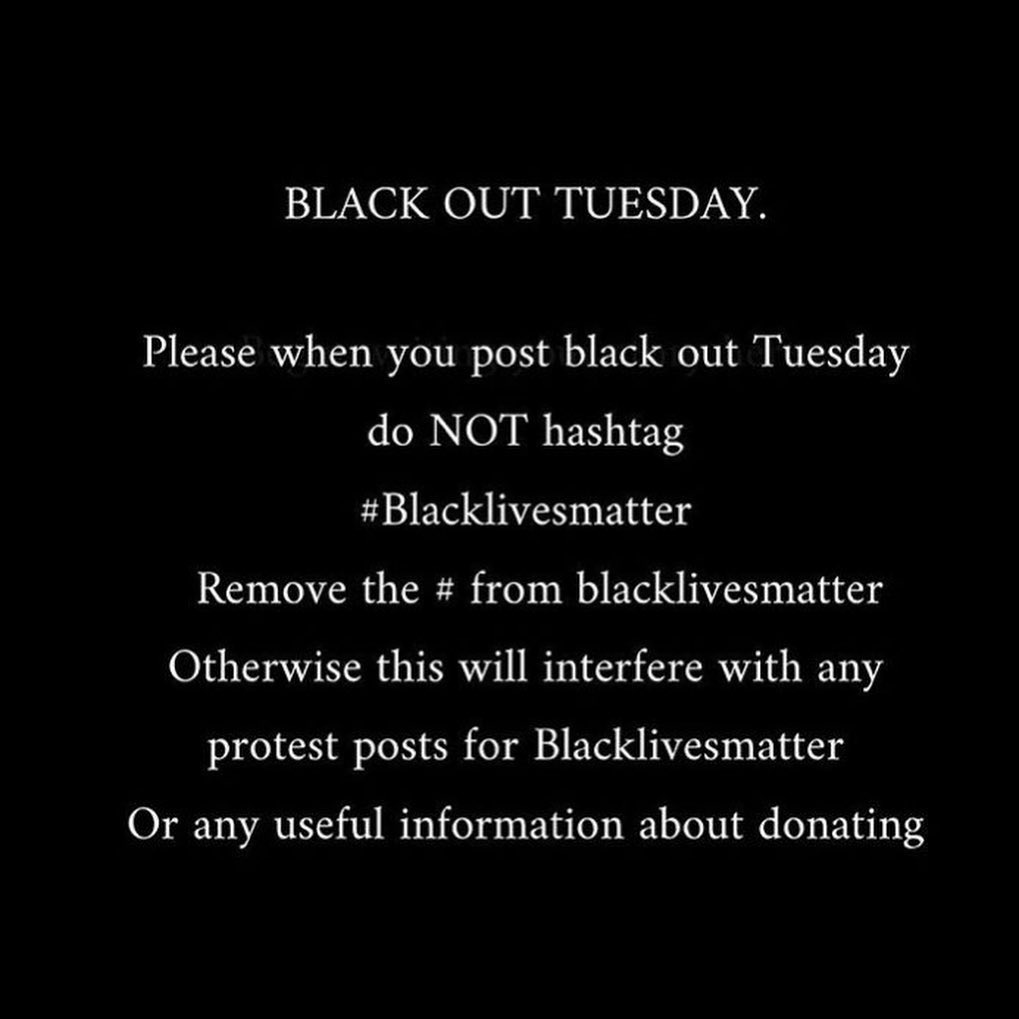 BLACK OUT TUESDAY.
Please when you post black out Tuesday
do NOT hashtag
#Blacklivesmatter
Remove the # from blacklivesmatter
Otherwise this will interfere with any
protest posts for Blacklivesmatter
Or any useful information about donating